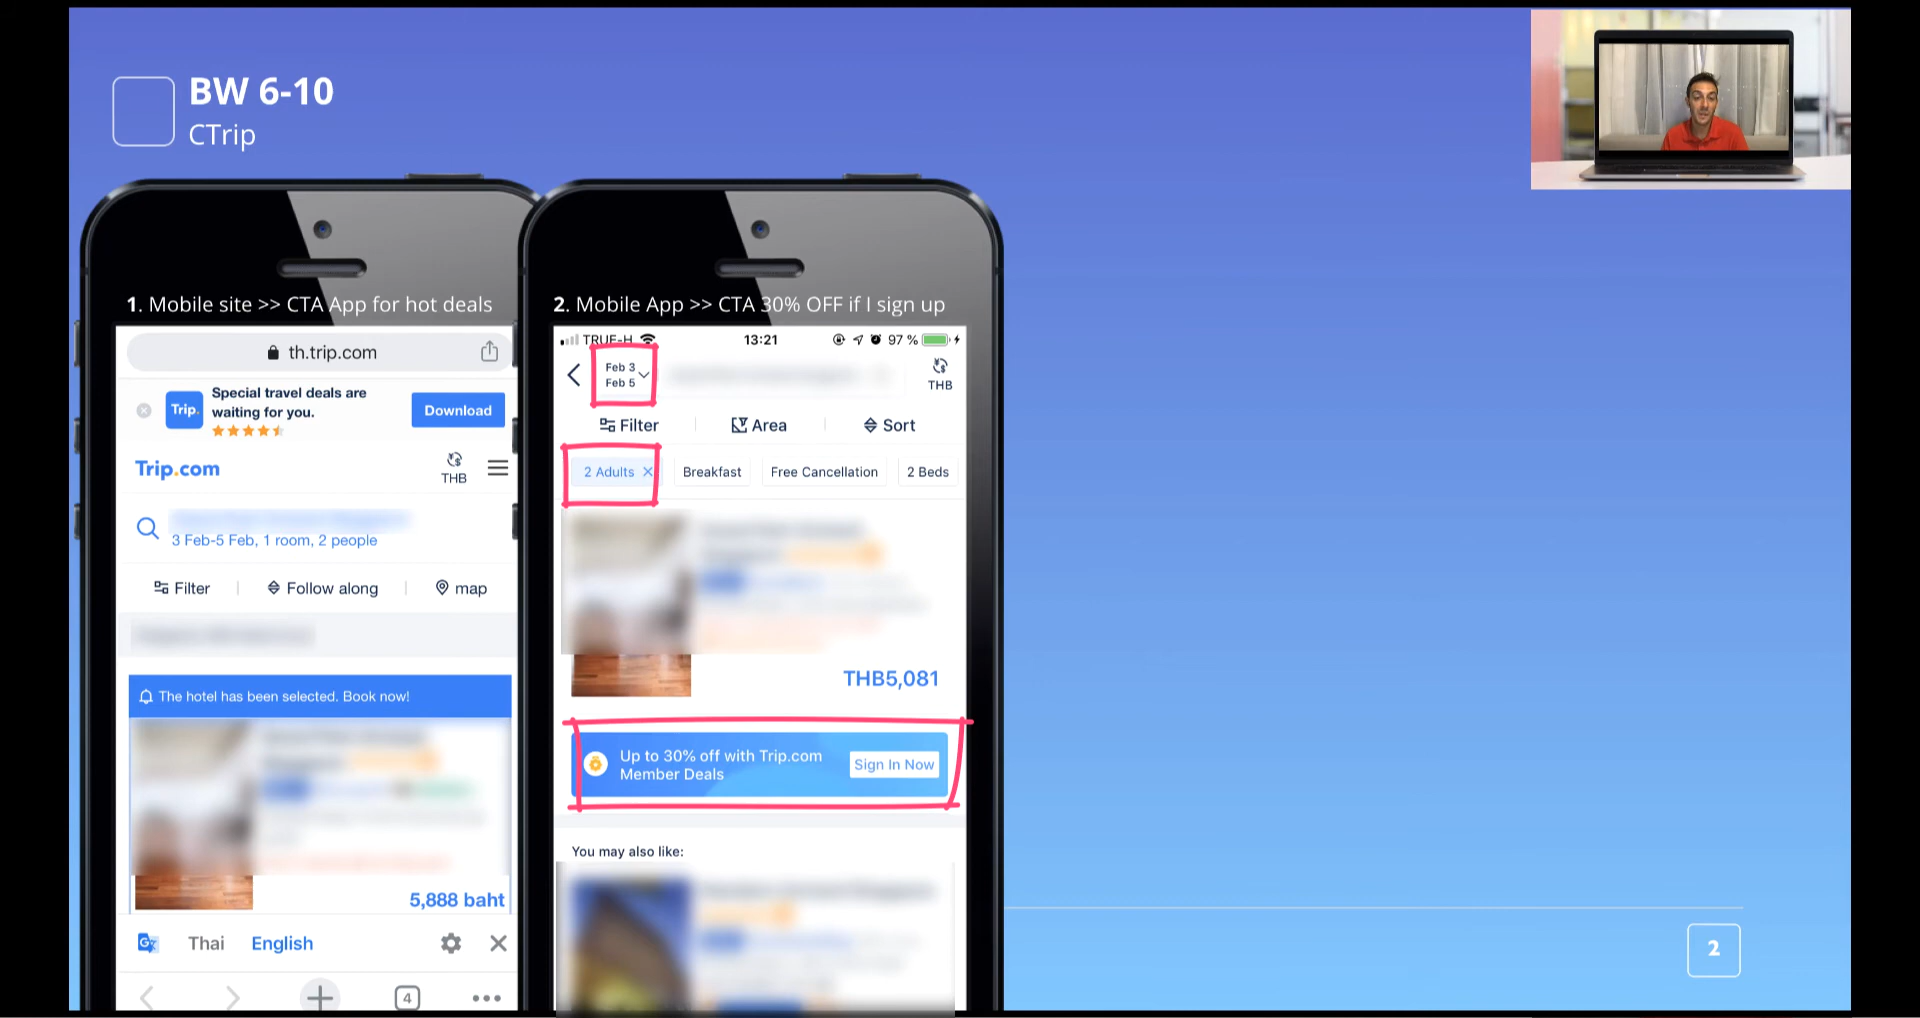 BW 6-10
CTrip
1. Mobile site >> CTA App for hot deals
th.trip.com
Trip.
Special travel deals are
waiting for you.
Download
Trip.com
THB
3 Feb-5 Feb, 1 room, 2 people
Filter
Follow along
map
The hotel has been selected. Book now!
5,888 baht
G
Thai
English
4
2. Mobile App >> CTA 30% OFF if I sign up
TRUE-H
13:21
97 %
Feb 3
Feb 5
THB
Filter
Area
Sort
2 Adults
Breakfast
Free Cancellation
2 Beds
THB5,081
Up to 30% off with Trip.com
Member Deals
Sign In Now
You may also like:
2